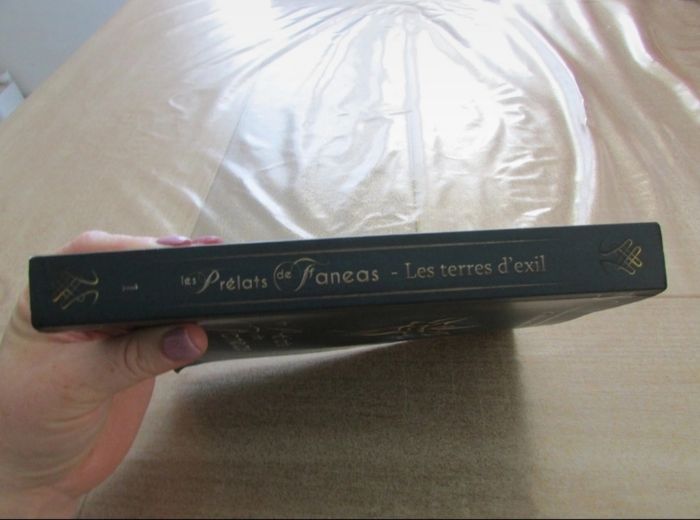 les Prélats de Faneas - Les terres d'exil